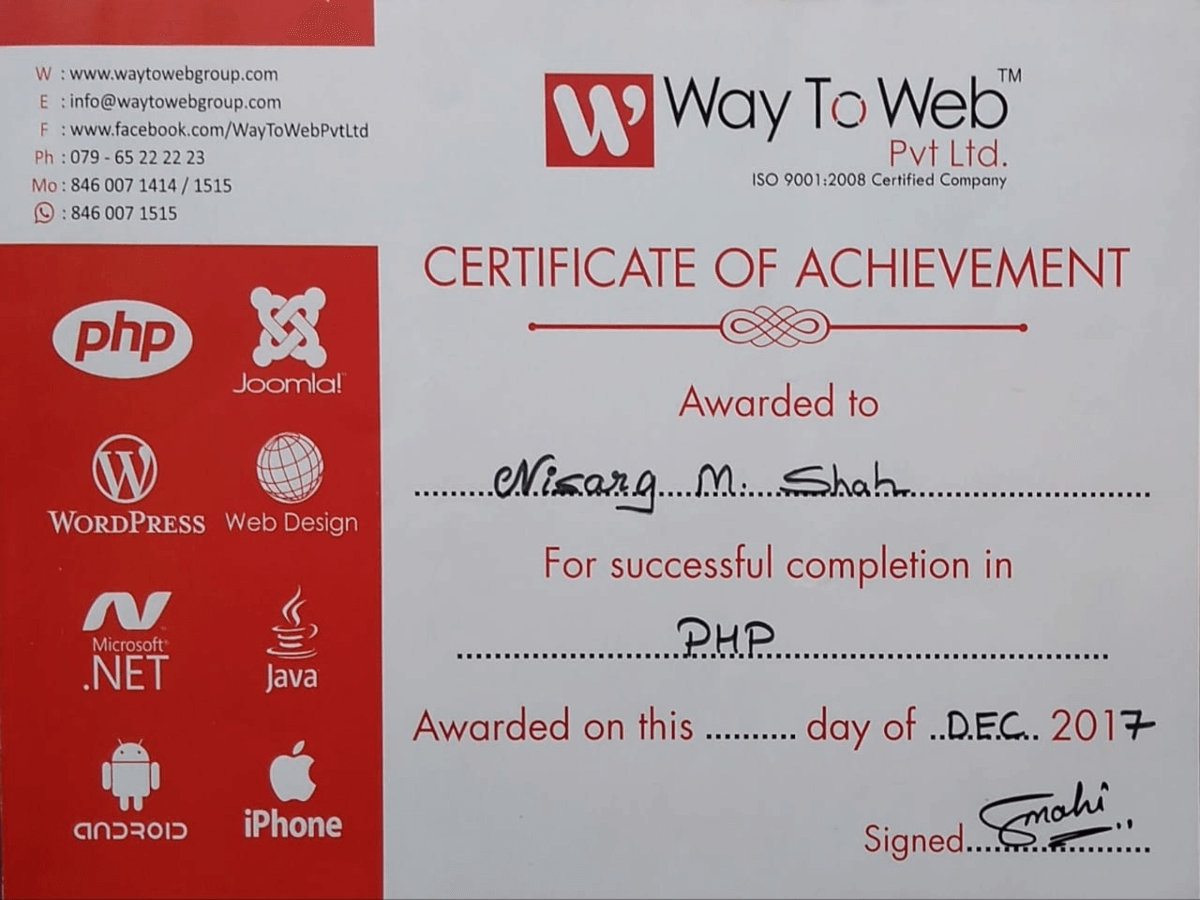 W : www.waytowebgroup.com
E : info@waytowebgroup.com
F : www.facebook.com/WayToWebPvtLtd
Ph : 079 - 65 22 22 23
Mo : 846 007 1414 / 1515
: 846 007 1515
php
Joomla!
WORDPRESS
Web Design
Microsoft®
.NET
Java
ANDROID
iPhone
W Way To Web™
Pvt Ltd.
ISO 9001:2008 Certified Company
CERTIFICATE OF ACHIEVEMENT
Awarded to
Nisarg M. Shah
For successful completion in
PHP
Awarded on this .......... day of ..DEC.. 2017
Signed